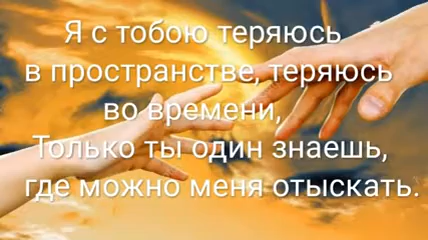 Я с тобою теряюсь
в пространстве, теряюсь
во времени,
Только ты один знаешь,
где можно меня отыскать.